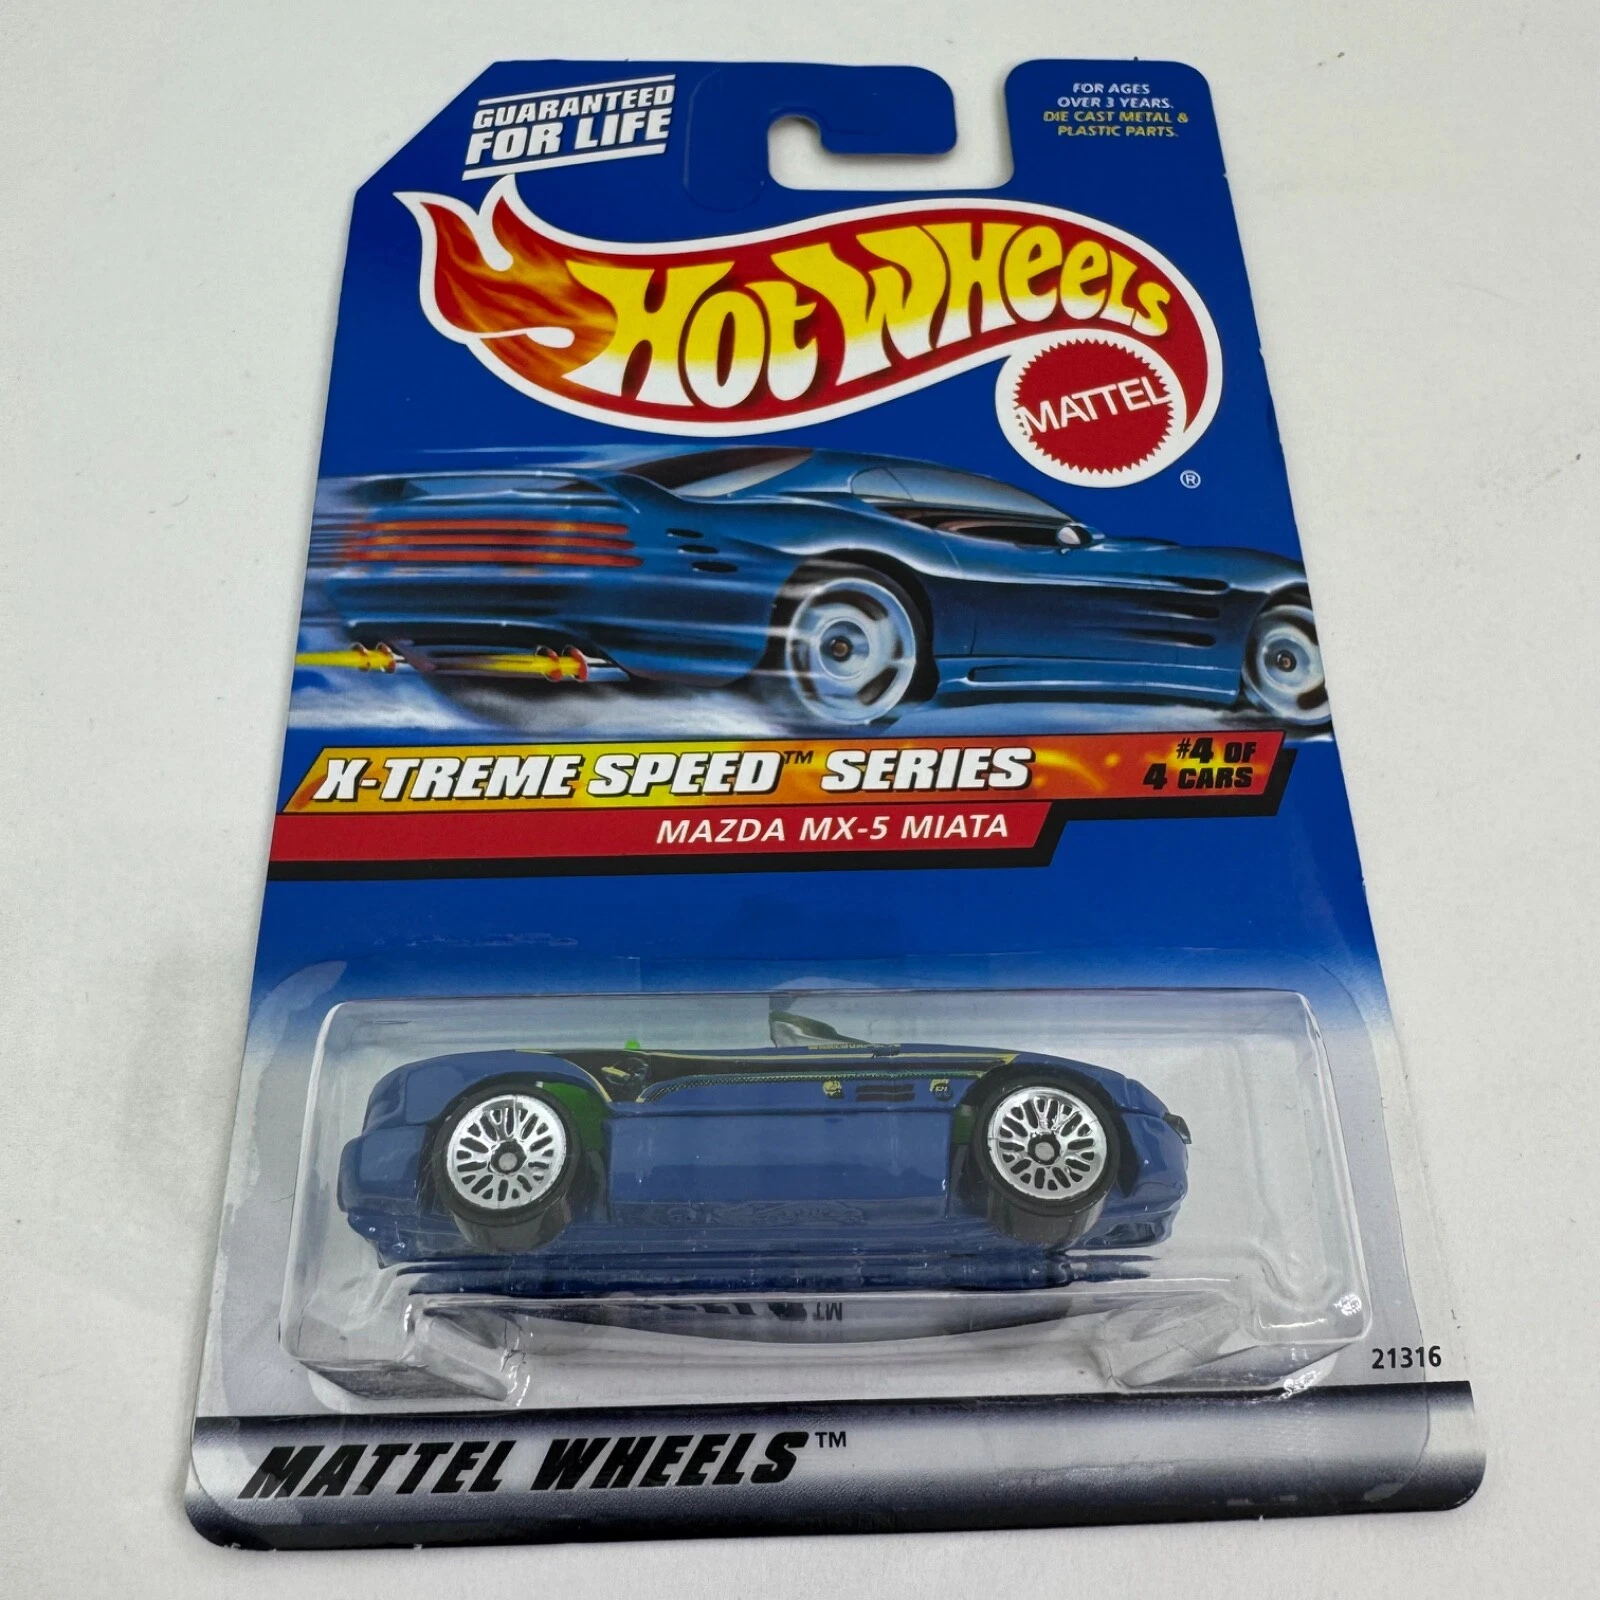 GUARANTEED
FOR LIFE
FOR AGES
OVER 3 YEARS.
DIE CAST METAL &
PLASTIC PARTS.
HOT WHEELS
MATTEL
®
X-TREME SPEED™ SERIES
#4 OF
4 CARS
MAZDA MX-5 MIATA
21316
MATTEL WHEELS™